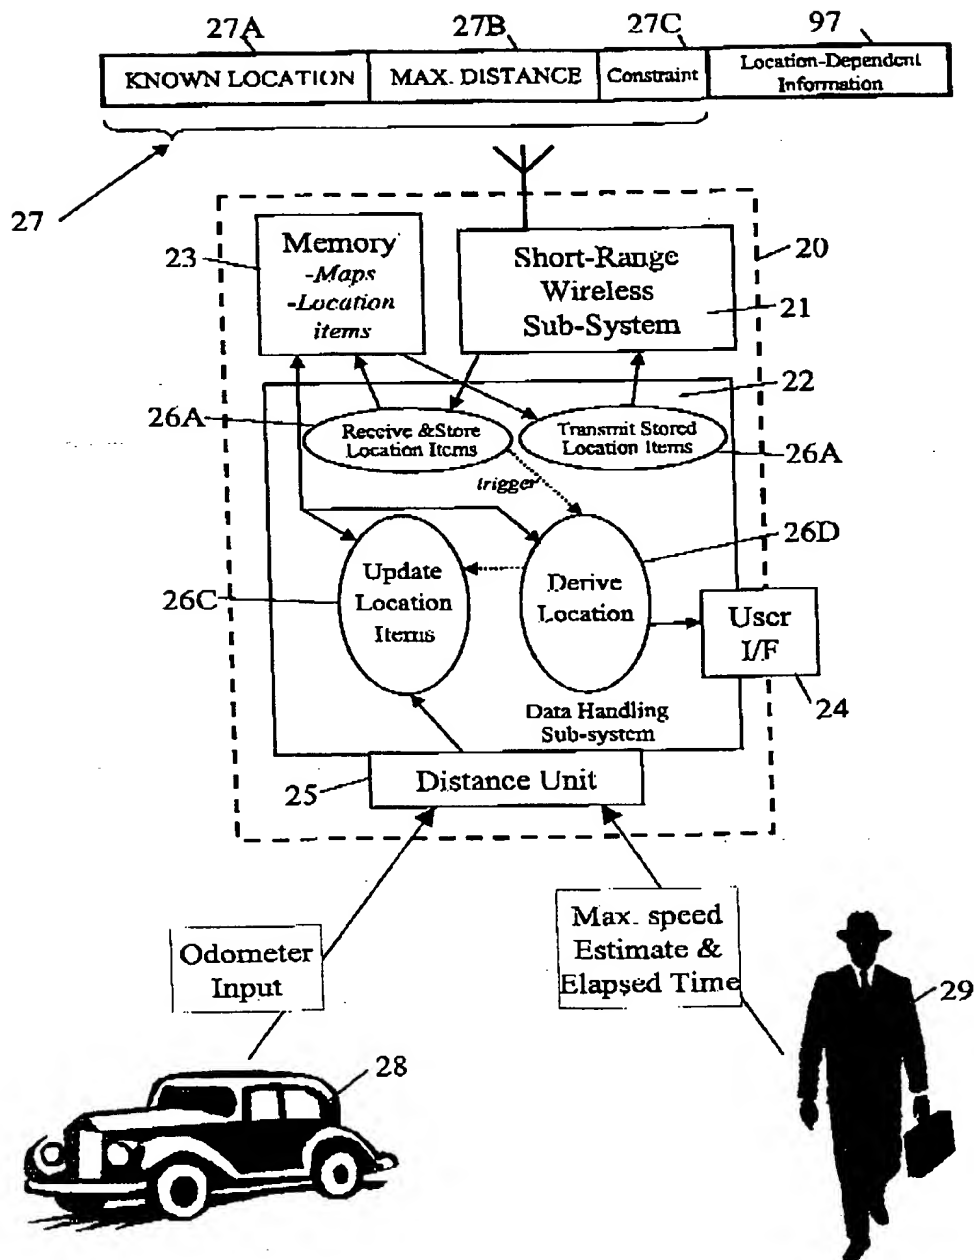 27A
27B
27C
97
KNOWN LOCATION
MAX. DISTANCE
Constraint
Location-Dependent
Information
27
23
Memory
-Maps
-Location
items
Short-Range
Wireless
Sub-System
20
21
22
26A
Receive &Store
Location Items
Transmit Stored
Location Items
26A
trigger
26D
26C
Update
Location
Items
Derive
Location
User
I/F
24
Data Handling
Sub-system
25
Distance Unit
Odometer
Input
Max. speed
Estimate &
Elapsed Time
29
28